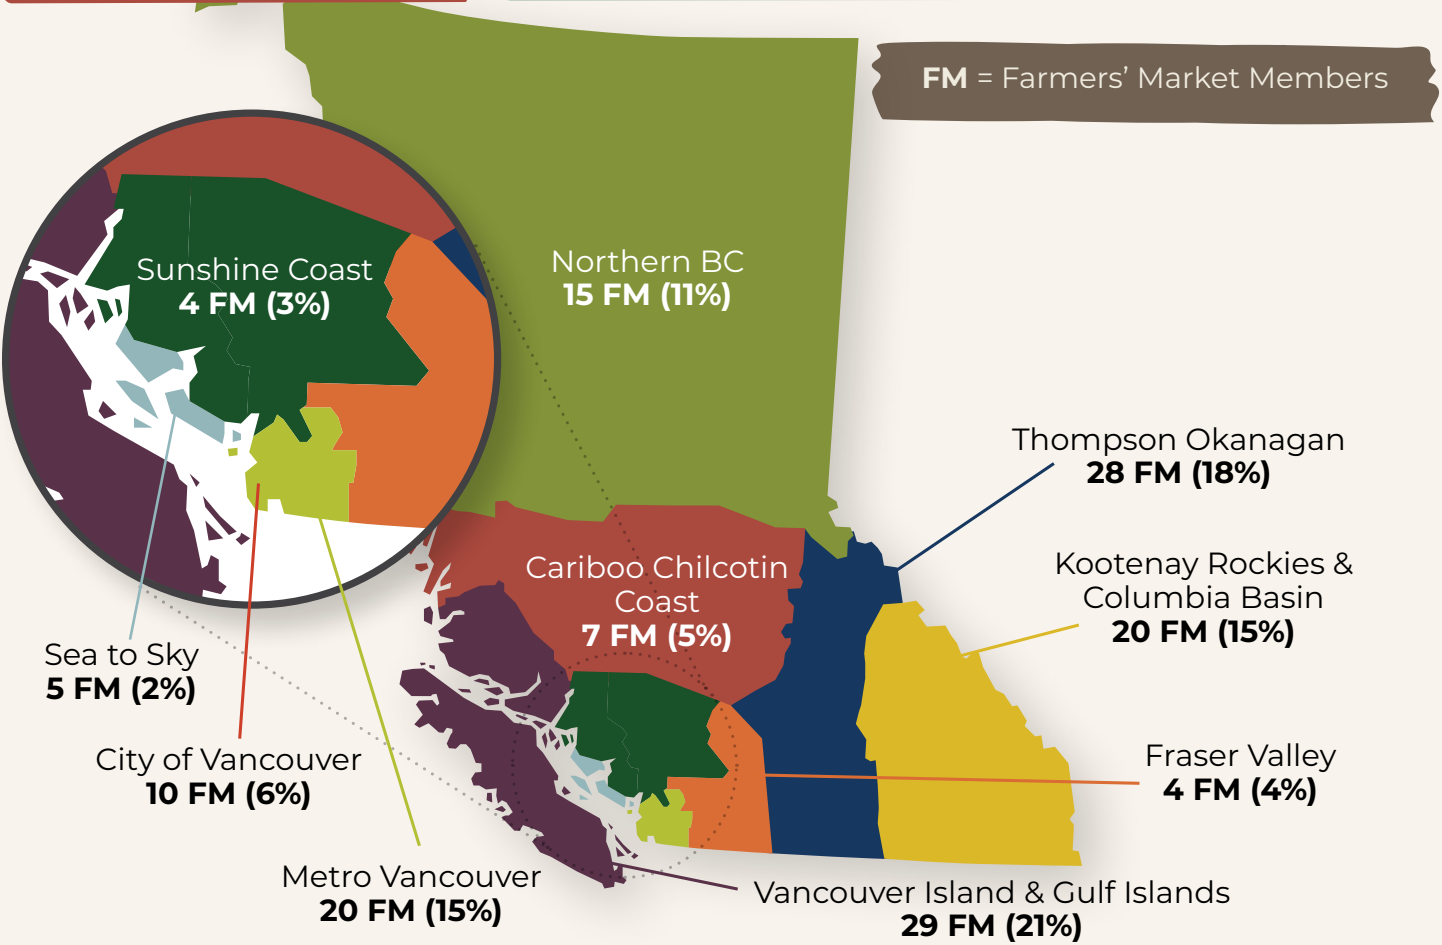 FM = Farmers’ Market Members
Sunshine Coast
4 FM (3%)
Northern BC
15 FM (11%)
Thompson Okanagan
28 FM (18%)
Cariboo Chilcotin
Coast
7 FM (5%)
Kootenay Rockies &
Columbia Basin
20 FM (15%)
Sea to Sky
5 FM (2%)
City of Vancouver
10 FM (6%)
Fraser Valley
4 FM (4%)
Metro Vancouver
20 FM (15%)
Vancouver Island & Gulf Islands
29 FM (21%)